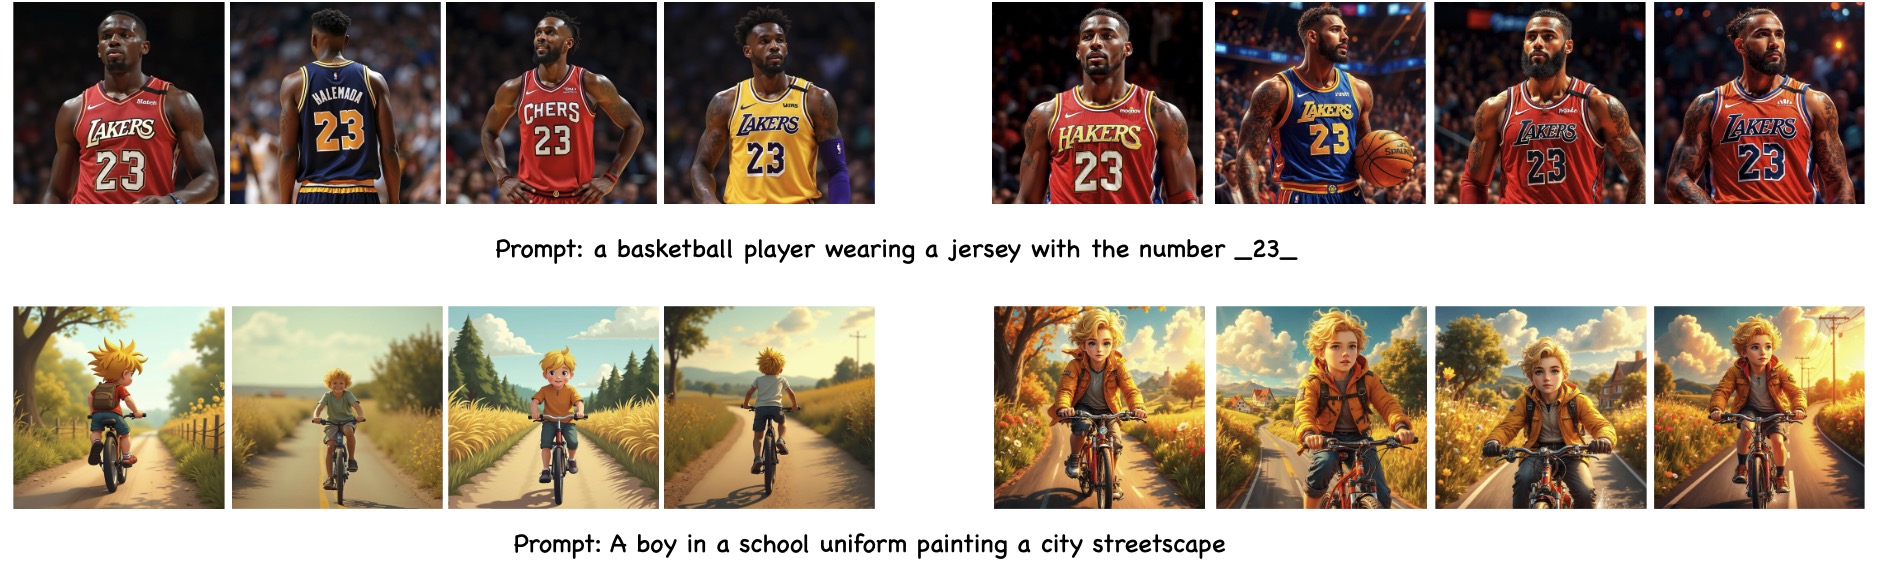 LAKERS
23
HALEMADA
23
CHERS
23
LAKERS
23
HAKERS
23
LAKERS
23
LAKERS
23
LAKERS
23
Prompt: a basketball player wearing a jersey with the number _23_
Prompt: A boy in a school uniform painting a city streetscape